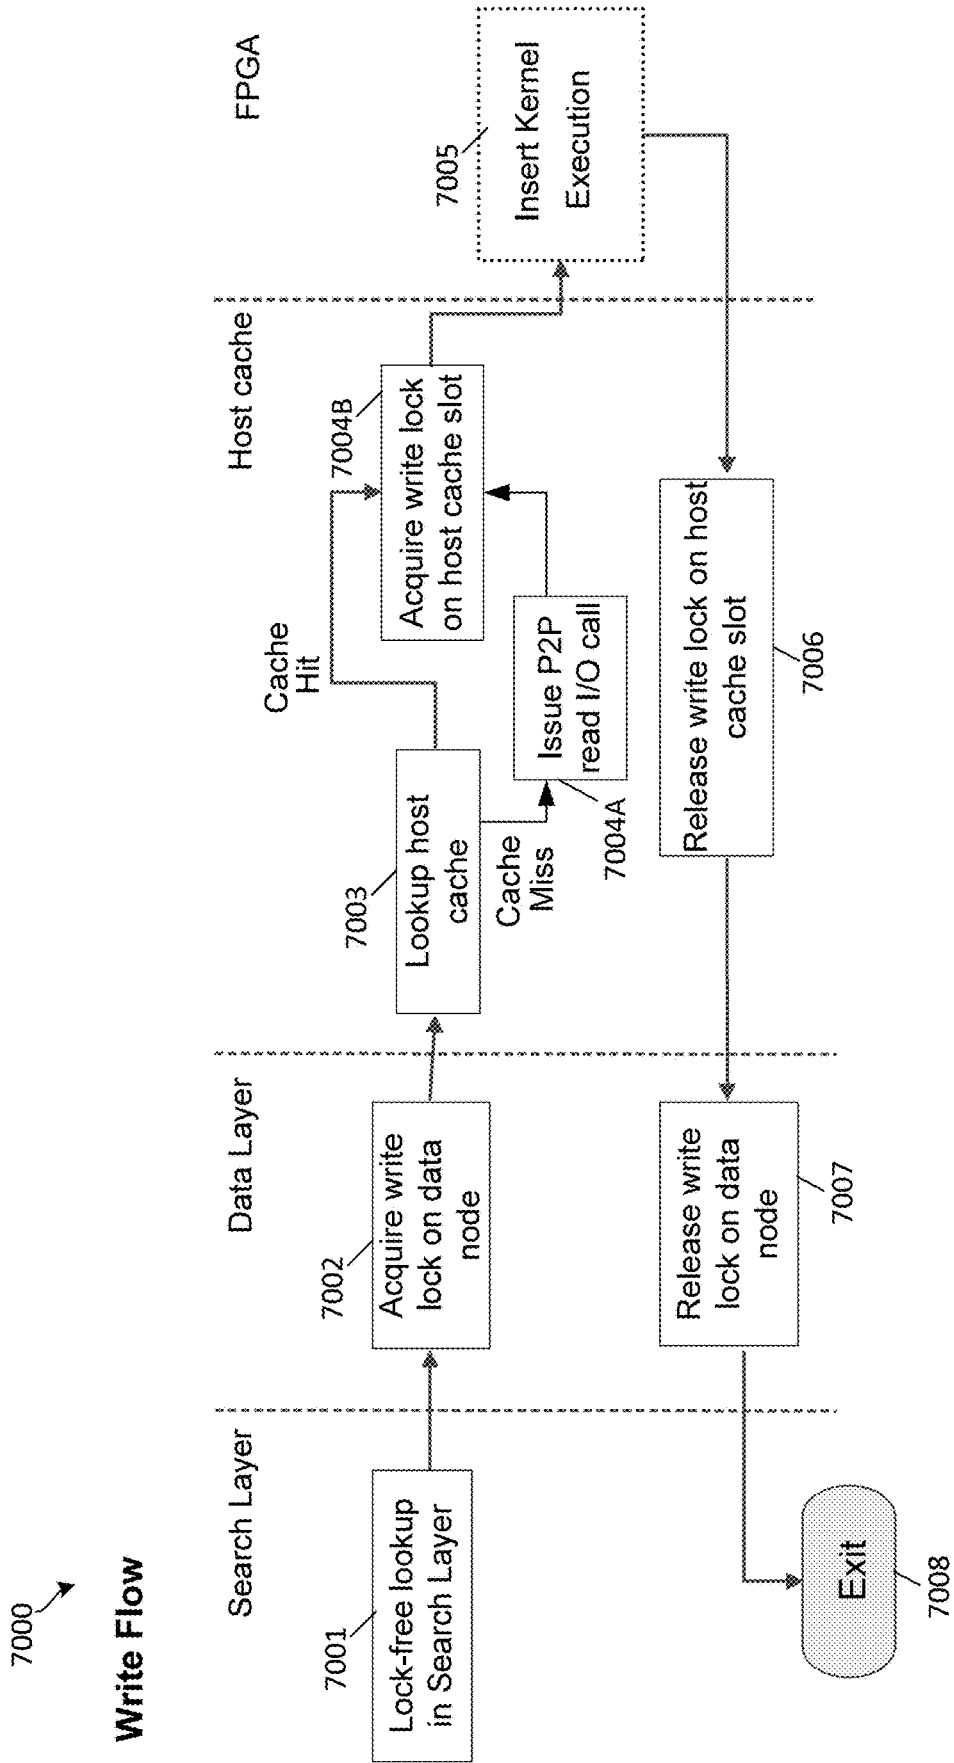 7000
Write Flow
Search Layer
Data Layer
Host cache
FPGA
7001
Lock-free lookup
in Search Layer
7002
Acquire write
lock on data
node
7003
Lookup host
cache
Cache
Hit
Cache
Miss
7004A
Issue P2P
read I/O call
7004B
Acquire write lock
on host cache slot
7005
Insert Kernel
Execution
Release write lock on host
cache slot
7006
Release write
lock on data
node
7007
Exit
7008